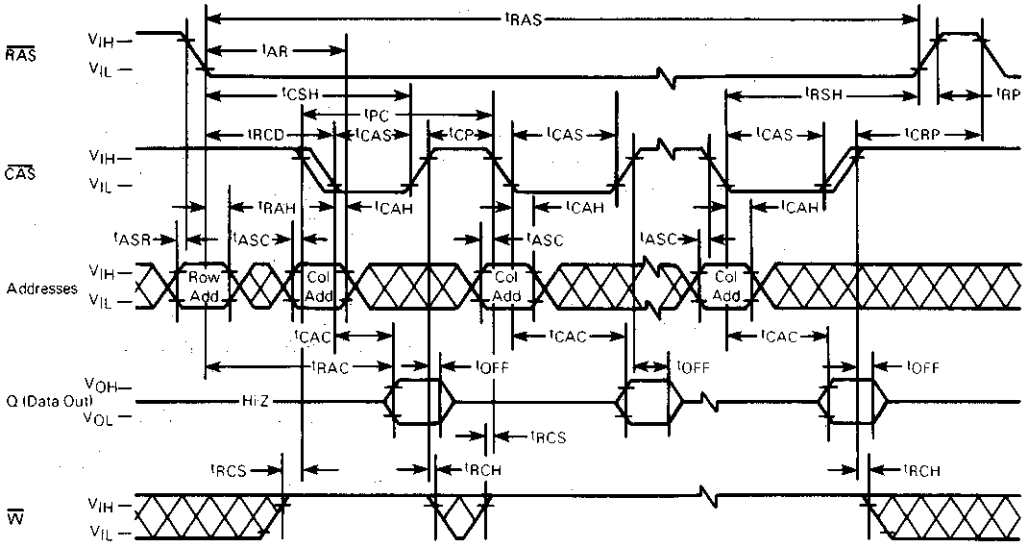 tRAS
RAS VIH
VIL
tAR
tCSH
tPC
tRSH
tRP
tRCD tCAS tCP tCAS tCAS tCRP
CAS VIH
VIL
tRAH tCAH tCAH tCAH
tASR tASC tASC tASC
Addresses VIH
VIL
Row Add
Col Add
Col Add
Col Add
tCAC tCAC tCAC
tRAC tOFF tOFF tOFF
Q (Data Out) VOH
VOL
Hi-Z
tRCS
tRCS tRCH tRCH
W VIH
VIL